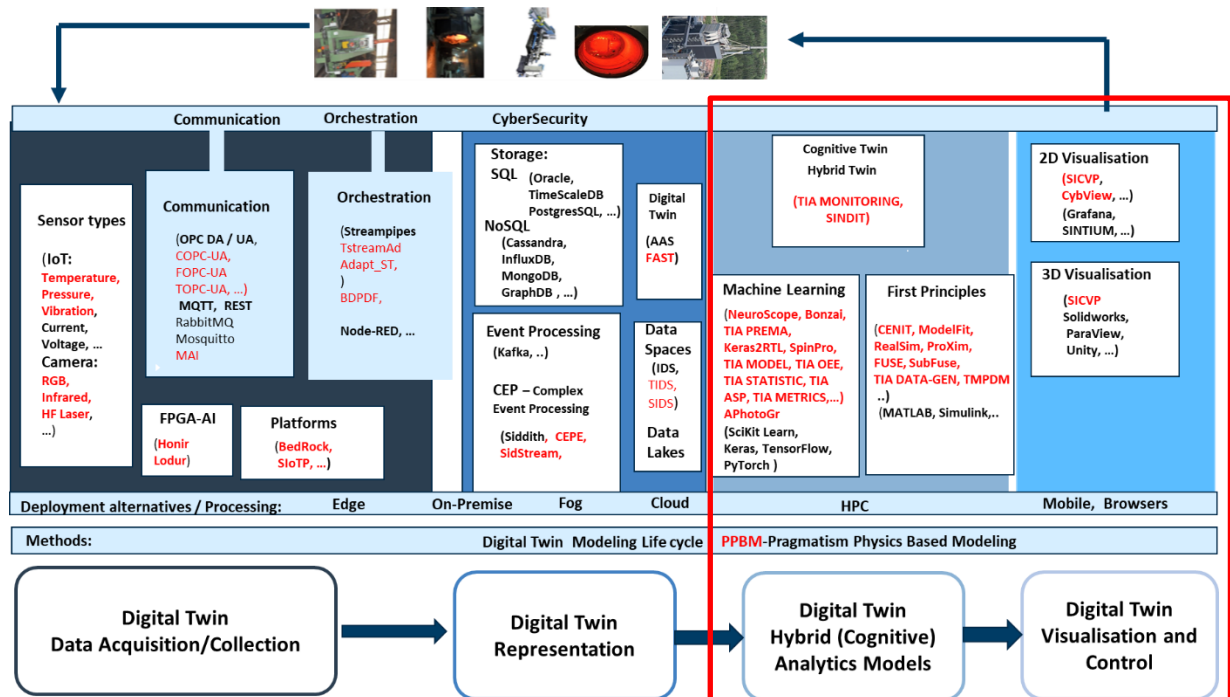 Communication
Orchestration
CyberSecurity
Sensor types
(IoT:
Temperature,
Pressure,
Vibration,
Current,
Voltage, ...
Camera:
RGB,
Infrared,
HF Laser,
...)
Communication
(OPC DA / UA,
COPC-UA,
FOPC-UA
TOPC-UA, ...)
MQTT, REST
RabbitMQ
Mosquitto
MAI
FPGA-AI
(Honir
Lodur)
Orchestration
(Streampipes
TstreamAd
Adapt_ST,
)
BDPDF,
Node-RED, ...
Platforms
(BedRock,
SIoTP, ...)
Storage:
SQL
(Oracle,
TimeScaleDB
PostgresSQL, ...)
NoSQL
(Cassandra,
InfluxDB,
MongoDB,
GraphDB , ...)
Event Processing
(Kafka, ..)
CEP – Complex
Event Processing
(Siddith, CEPE,
SidStream,
Digital
Twin
(AAS
FAST)
Data
Spaces
(IDS,
TIDS,
SIDS)
Data
Lakes
Cognitive Twin
Hybrid Twin
(TIA MONITORING,
SINDIT)
Machine Learning
(NeuroScope, Bonzai,
TIA PREMA,
Keras2RTL, SpinPro,
TIA MODEL, TIA OEE,
TIA STATISTIC, TIA
ASP, TIA METRICS,...)
APhotoGr
(SciKit Learn,
Keras, TensorFlow,
PyTorch )
First Principles
(CENIT, ModelFit,
RealSim, ProXim,
FUSE, SubFuse,
TIA DATA-GEN, TMPDM
..)
(MATLAB, Simulink,..
2D Visualisation
(SICVP,
CybView, ...)
(Grafana,
SINTIUM, ...)
3D Visualisation
(SICVP
Solidworks,
ParaView,
Unity, ...)
Deployment alternatives / Processing:
Edge
On-Premise
Fog
Cloud
HPC
Mobile, Browsers
Methods:
Digital Twin Modeling Life cycle
PPBM-Pragmatism Physics Based Modeling
Digital Twin
Data Acquisition/Collection
Digital Twin
Representation
Digital Twin
Hybrid (Cognitive)
Analytics Models
Digital Twin
Visualisation and
Control